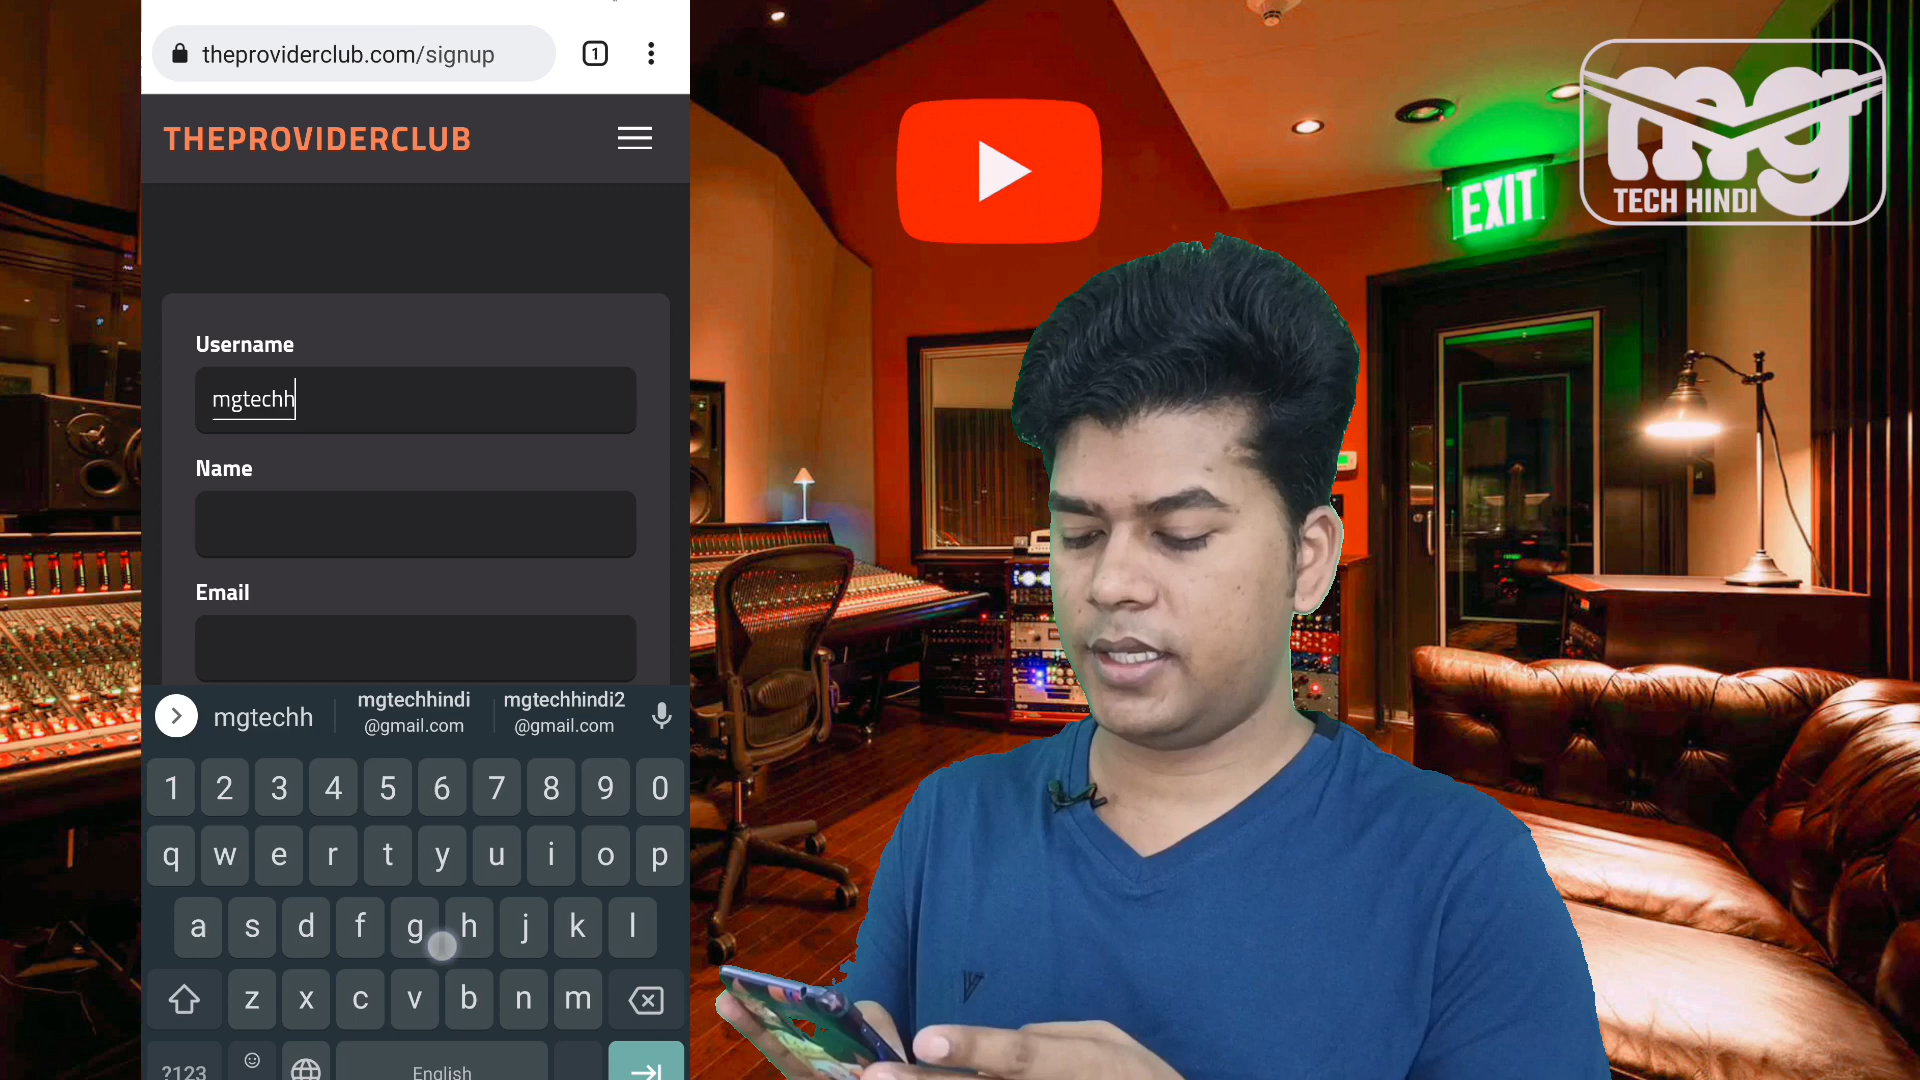 theproviderclub.com/signup
1
THEPROVIDERCLUB
Username
mgtechh
Name
Email
mgtechh
mgtechhindi
@gmail.com
mgtechhindi2
@gmail.com
1 2 3 4 5 6 7 8 9 0
q w e r t y u i o p
a s d f g h j k l
z x c v b n m
?123
English
mg
TECH HINDI
EXIT